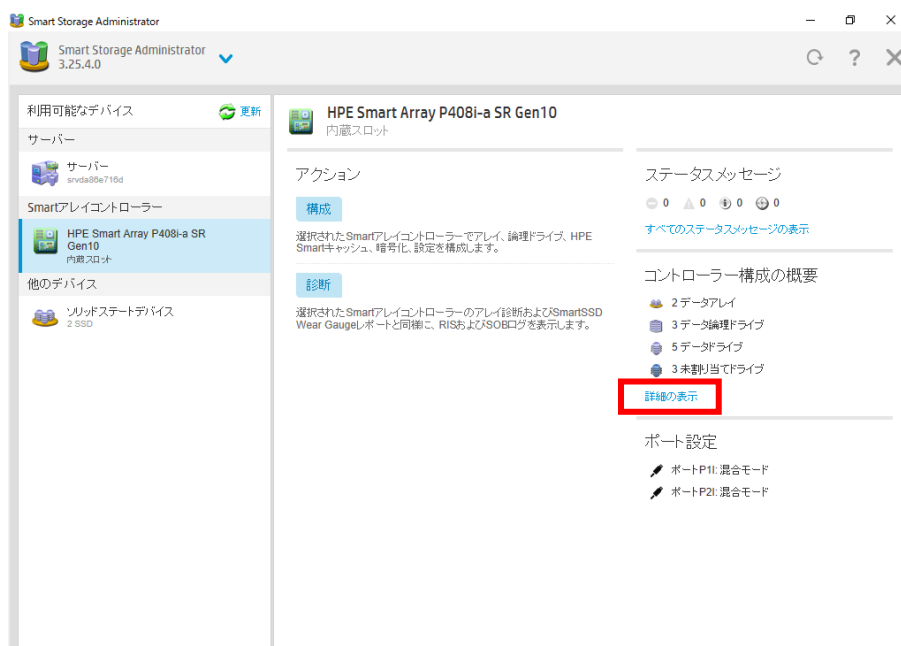 Smart Storage Administrator
Smart Storage Administrator
3.25.4.0
?
利用可能なデバイス
更新
サーバー
サーバー
srvda86e716d
Smartアレイコントローラー
HPE Smart Array P408i-a SR
Gen10
内蔵スロット
他のデバイス
ソリッドステートデバイス
2 SSD
HPE Smart Array P408i-a SR Gen10
内蔵スロット
アクション
構成
選択されたSmartアレイコントローラーでアレイ、論理ドライブ、HPE
Smartキャッシュ、暗号化、設定を構成します。
診断
選択されたSmartアレイコントローラーのアレイ診断およびSmartSSD
Wear Gaugeレポートと同様に、RISおよびSOBログを表示します。
ステータスメッセージ
0 0 0 0
すべてのステータスメッセージの表示
コントローラー構成の概要
2 データアレイ
3 データ論理ドライブ
5 データドライブ
3 未割り当てドライブ
詳細の表示
ポート設定
ポートP1I: 混合モード
ポートP2I: 混合モード